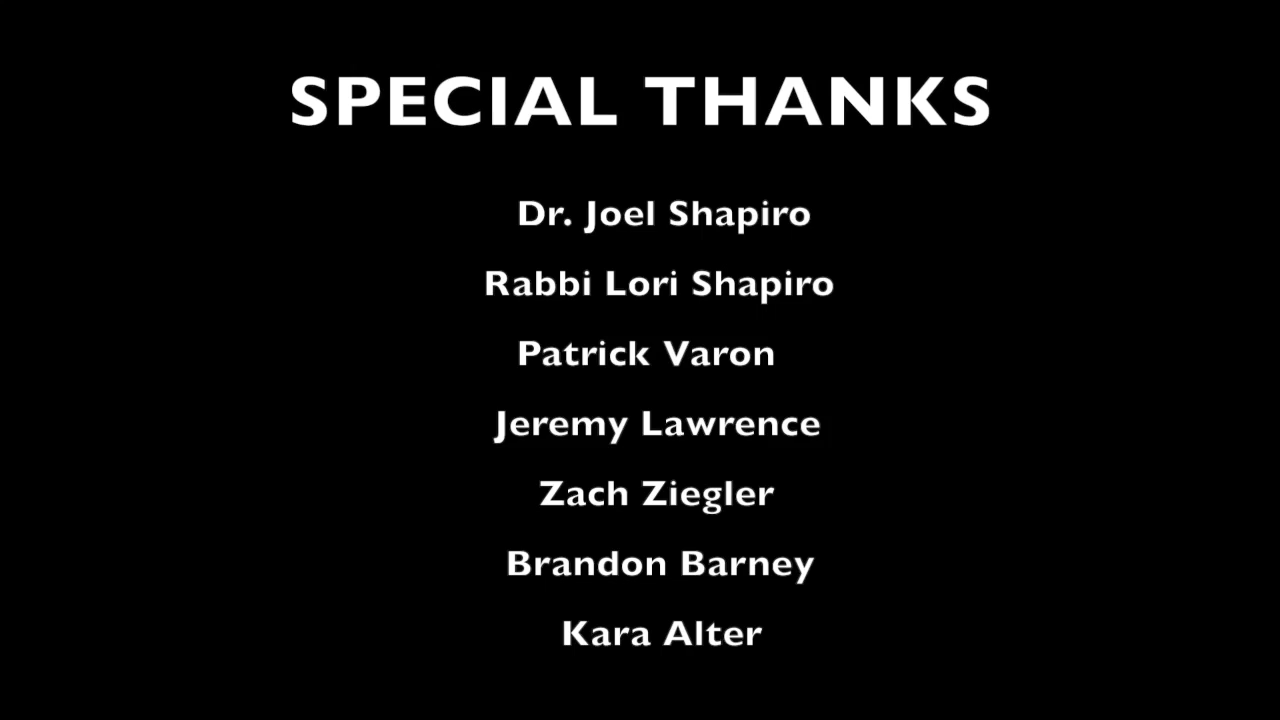 SPECIAL THANKS
Dr. Joel Shapiro
Rabbi Lori Shapiro
Patrick Varon
Jeremy Lawrence
Zach Ziegler
Brandon Barney
Kara Alter